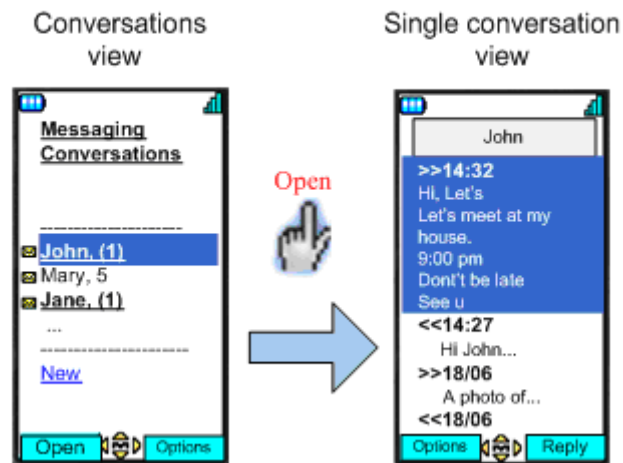 Conversations
view
Messaging
Conversations
--------------------
John, (1)
Mary, 5
Jane, (1)
...
--------------------
New
Open
Options
Open
Single conversation
view
John
>>14:32
Hi, Let's
Let's meet at my
house.
9:00 pm
Dont't be late
See u
<<14:27
Hi John...
>>18/06
A photo of...
<<18/06
Options
Reply